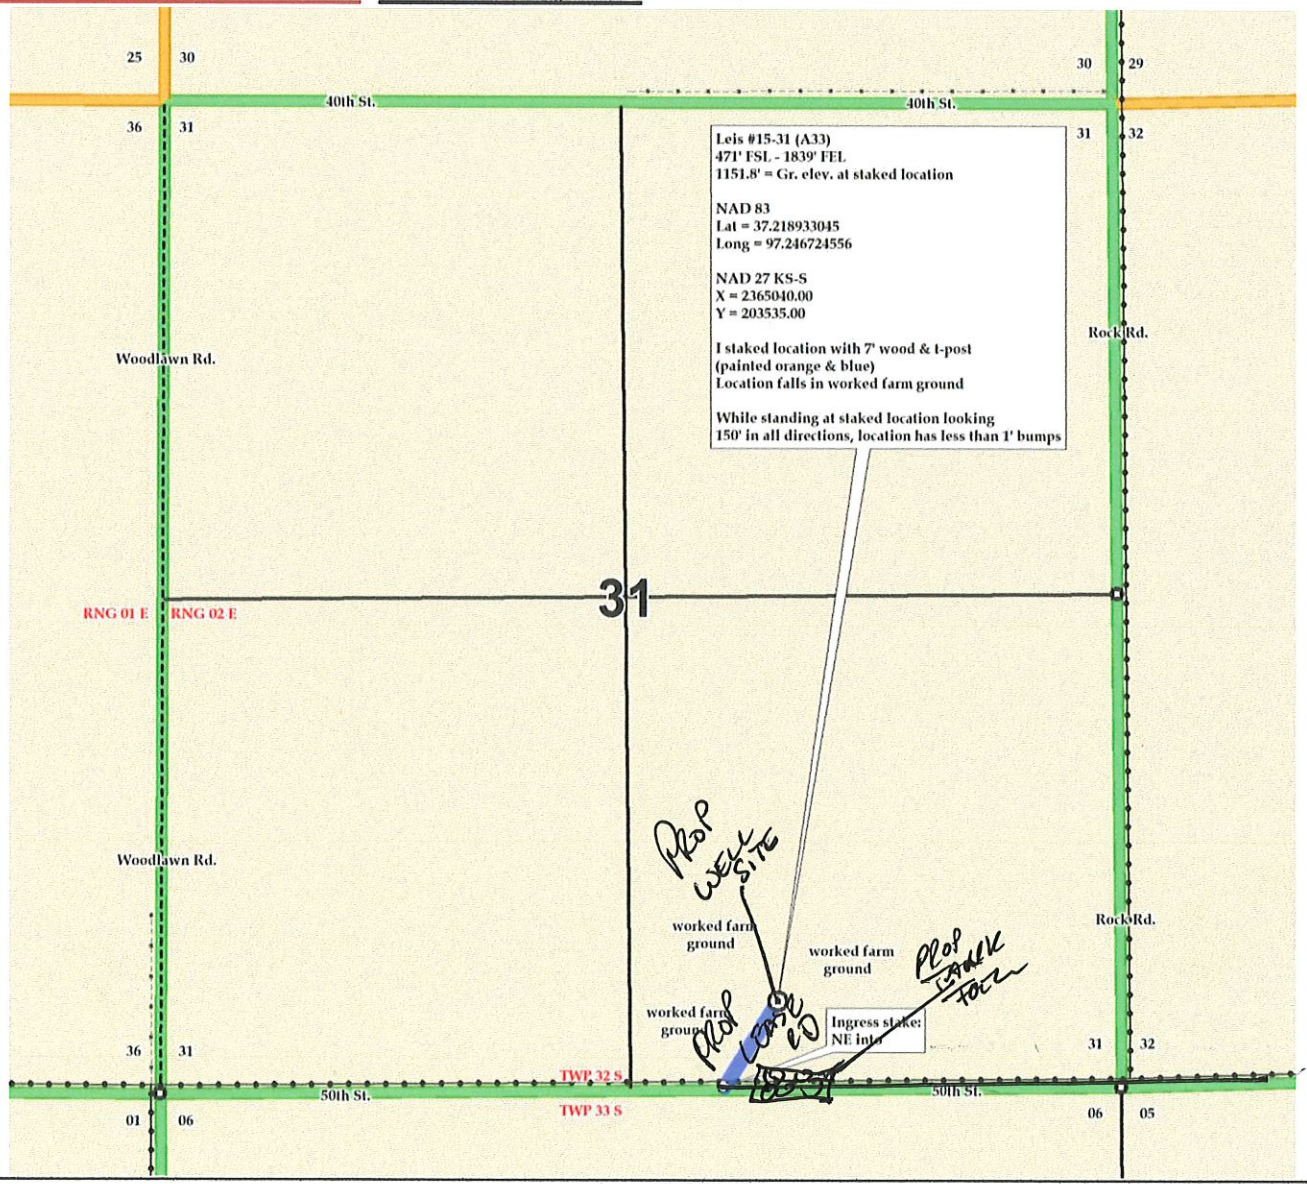 25 30
30 29
40th St.
40th St.
36 31
31 32
Leis #15-31 (A33)
471' FSL - 1839' FEL
1151.8' = Gr. elev. at staked location
NAD 83
Lat = 37.218933045
Long = 97.246724556
NAD 27 KS-S
X = 2365040.00
Y = 203535.00
I staked location with 7' wood & t-post
(painted orange & blue)
Location falls in worked farm ground
While standing at staked location looking
150' in all directions, location has less than 1' bumps
Rock Rd.
Woodlawn Rd.
31
RNG 01 E
RNG 02 E
PROP
WELL
SITE
Woodlawn Rd.
Rock Rd.
worked farm
ground
worked farm
ground
PROP
worked farm
ground
PROP
LEASE
RD
Ingress stake:
NE into
36 31
31 32
TWP 32 S
50th St.
50th St.
TWP 33 S
01 06
06 05